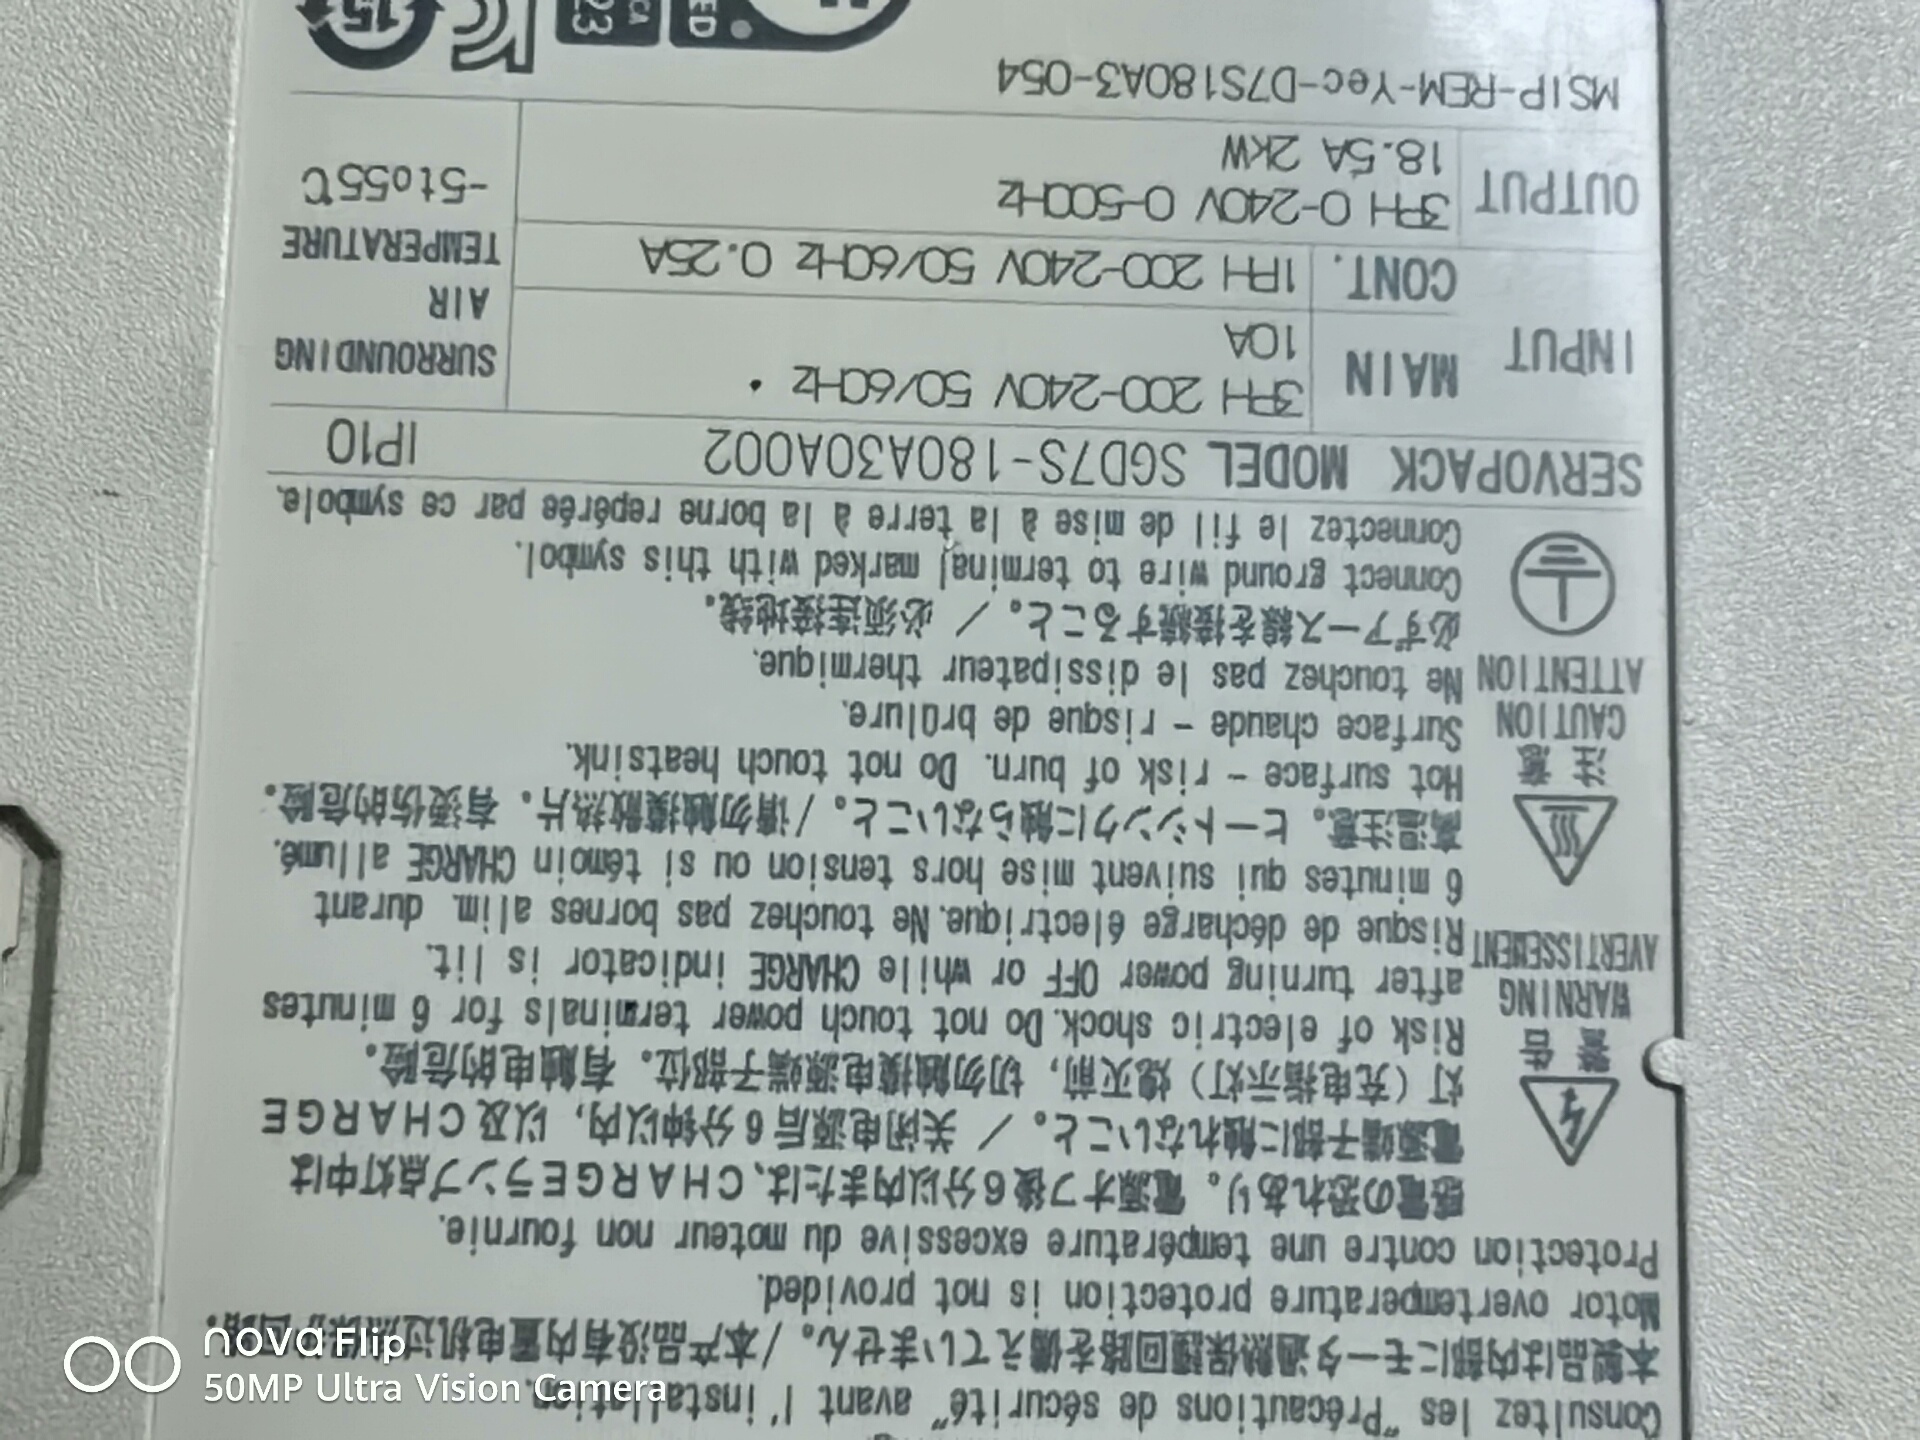 Consultez les "Précautions de sécurité" avant l'installation.
本製品は内部にモータ過熱保護回路を備えていません。/本产品没有内置电机过热保护回路.
Motor overtemperature protection is not provided.
Protection contre une température excessive du moteur non fournie.
感電の恐れあり。電源オフ後6分以内または、CHARGEランプ点灯中は
電源端子部に触れないこと。/ 关闭电源后6分钟以内, 以及CHARGE
灯(充电指示灯)熄灭前, 切勿触摸电源端子部位。有触电的危险。
警告
WARNING
AVERTISSEMENT
Risk of electric shock. Do not touch power terminals for 6 minutes
after turning power OFF or while CHARGE indicator is lit.
Risque de décharge électrique. Ne touchez pas bornes alim. durant
6 minutes qui suivent mise hors tension ou si témoin CHARGE allumé.
高温注意。ヒートシンクに触らないこと。/请勿触摸散热片。有烫伤的危险。
注意
CAUTION
ATTENTION
Hot surface - risk of burn. Do not touch heatsink.
Surface chaude - risque de brûlure.
Ne touchez pas le dissipateur thermique.
必ずアース線を接続すること。/ 必须连接地线。
Connect ground wire to terminal marked with this symbol.
Connectez le fil de mise à la terre à la borne repérée par ce symbole.
SERVOPACK MODEL SGD7S-180A30A002 IP10
INPUT MAIN 3PH 200-240V 50/60Hz
10A
CONT. 1PH 200-240V 50/60Hz 0.25A
OUTPUT 3PH 0-240V 0-500Hz
18.5A 2kW
SURROUNDING
AIR
TEMPERATURE
-5to55℃
MSIP-REM-Yec-D7S180A3-054
15
23
nova Flip
50MP Ultra Vision Camera